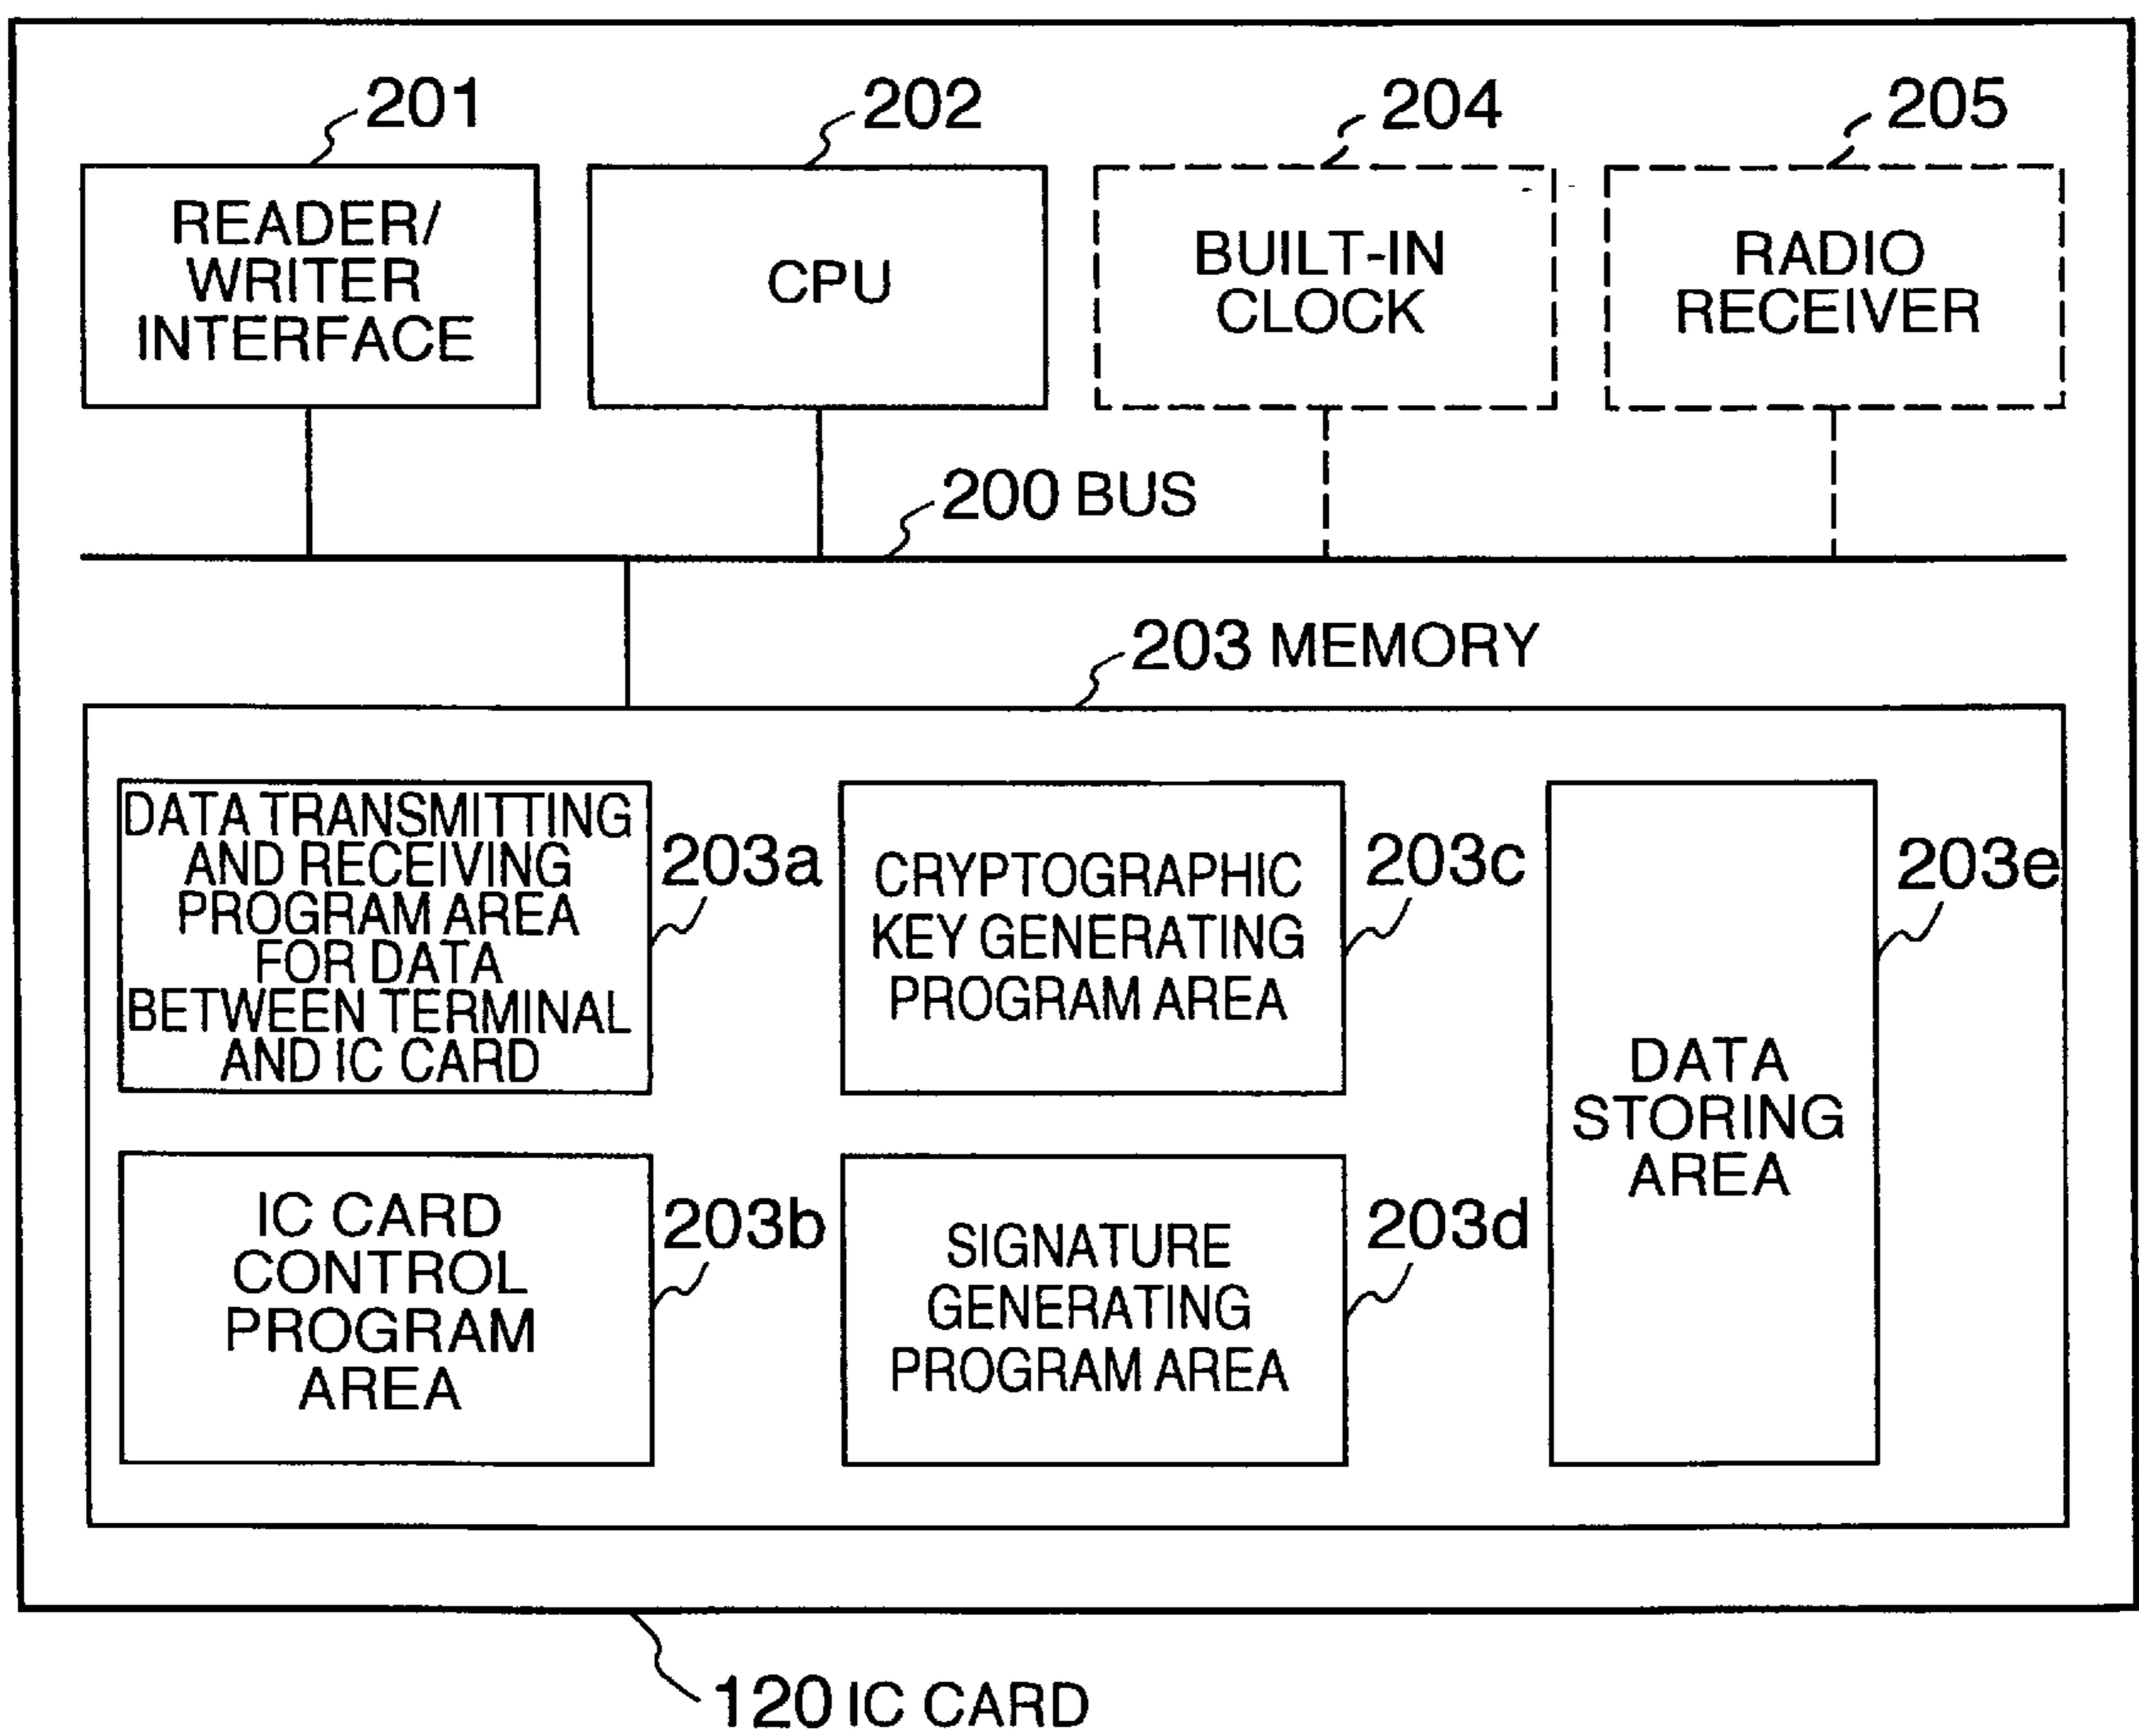 201
202
204
205
READER/
WRITER
INTERFACE
CPU
BUILT-IN
CLOCK
RADIO
RECEIVER
200 BUS
203 MEMORY
DATA TRANSMITTING
AND RECEIVING
PROGRAM AREA
FOR DATA
BETWEEN TERMINAL
AND IC CARD
203a
CRYPTOGRAPHIC
KEY GENERATING
PROGRAM AREA
203c
DATA
STORING
AREA
203e
IC CARD
CONTROL
PROGRAM
AREA
203b
SIGNATURE
GENERATING
PROGRAM AREA
203d
120 IC CARD